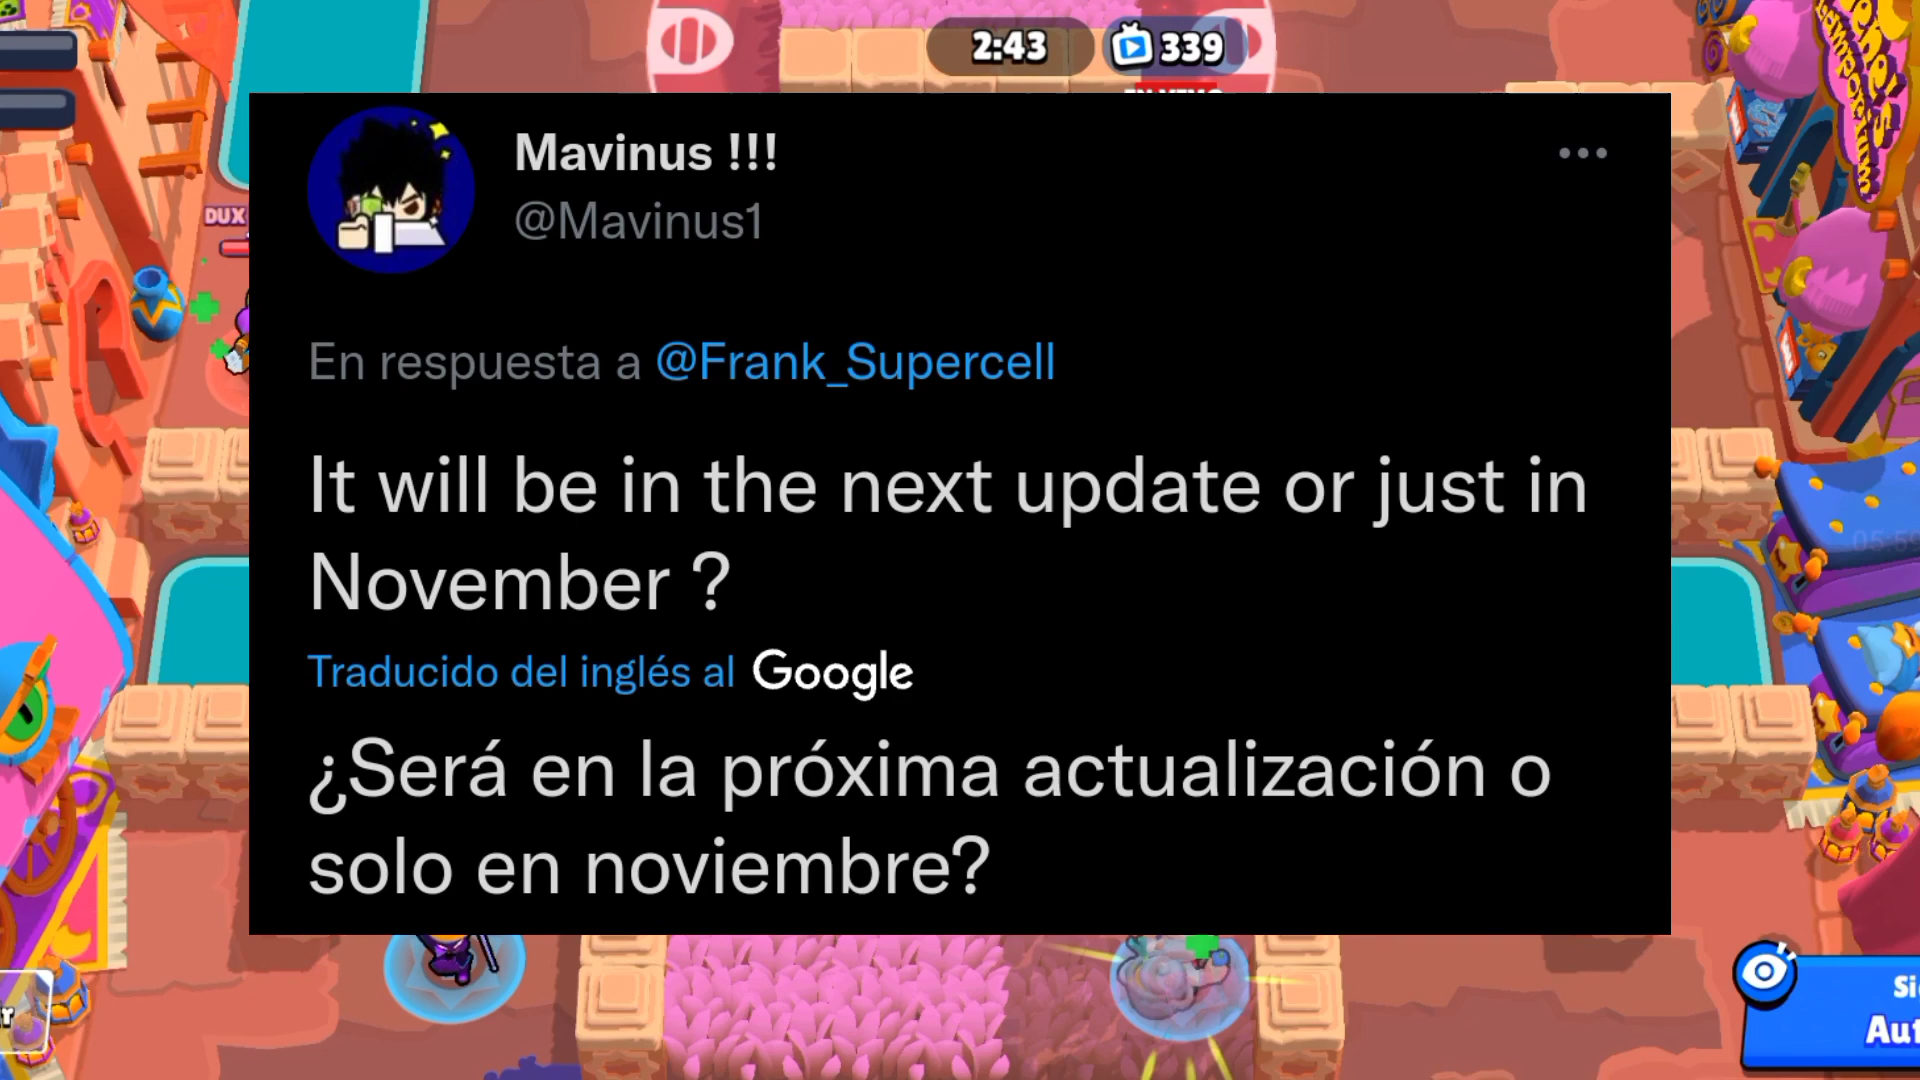 2:43
339
DUX
Mavinus !!!
@Mavinus1
En respuesta a @Frank_Supercell
It will be in the next update or just in
November ?
Traducido del inglés al Google
¿Será en la próxima actualización o
solo en noviembre?